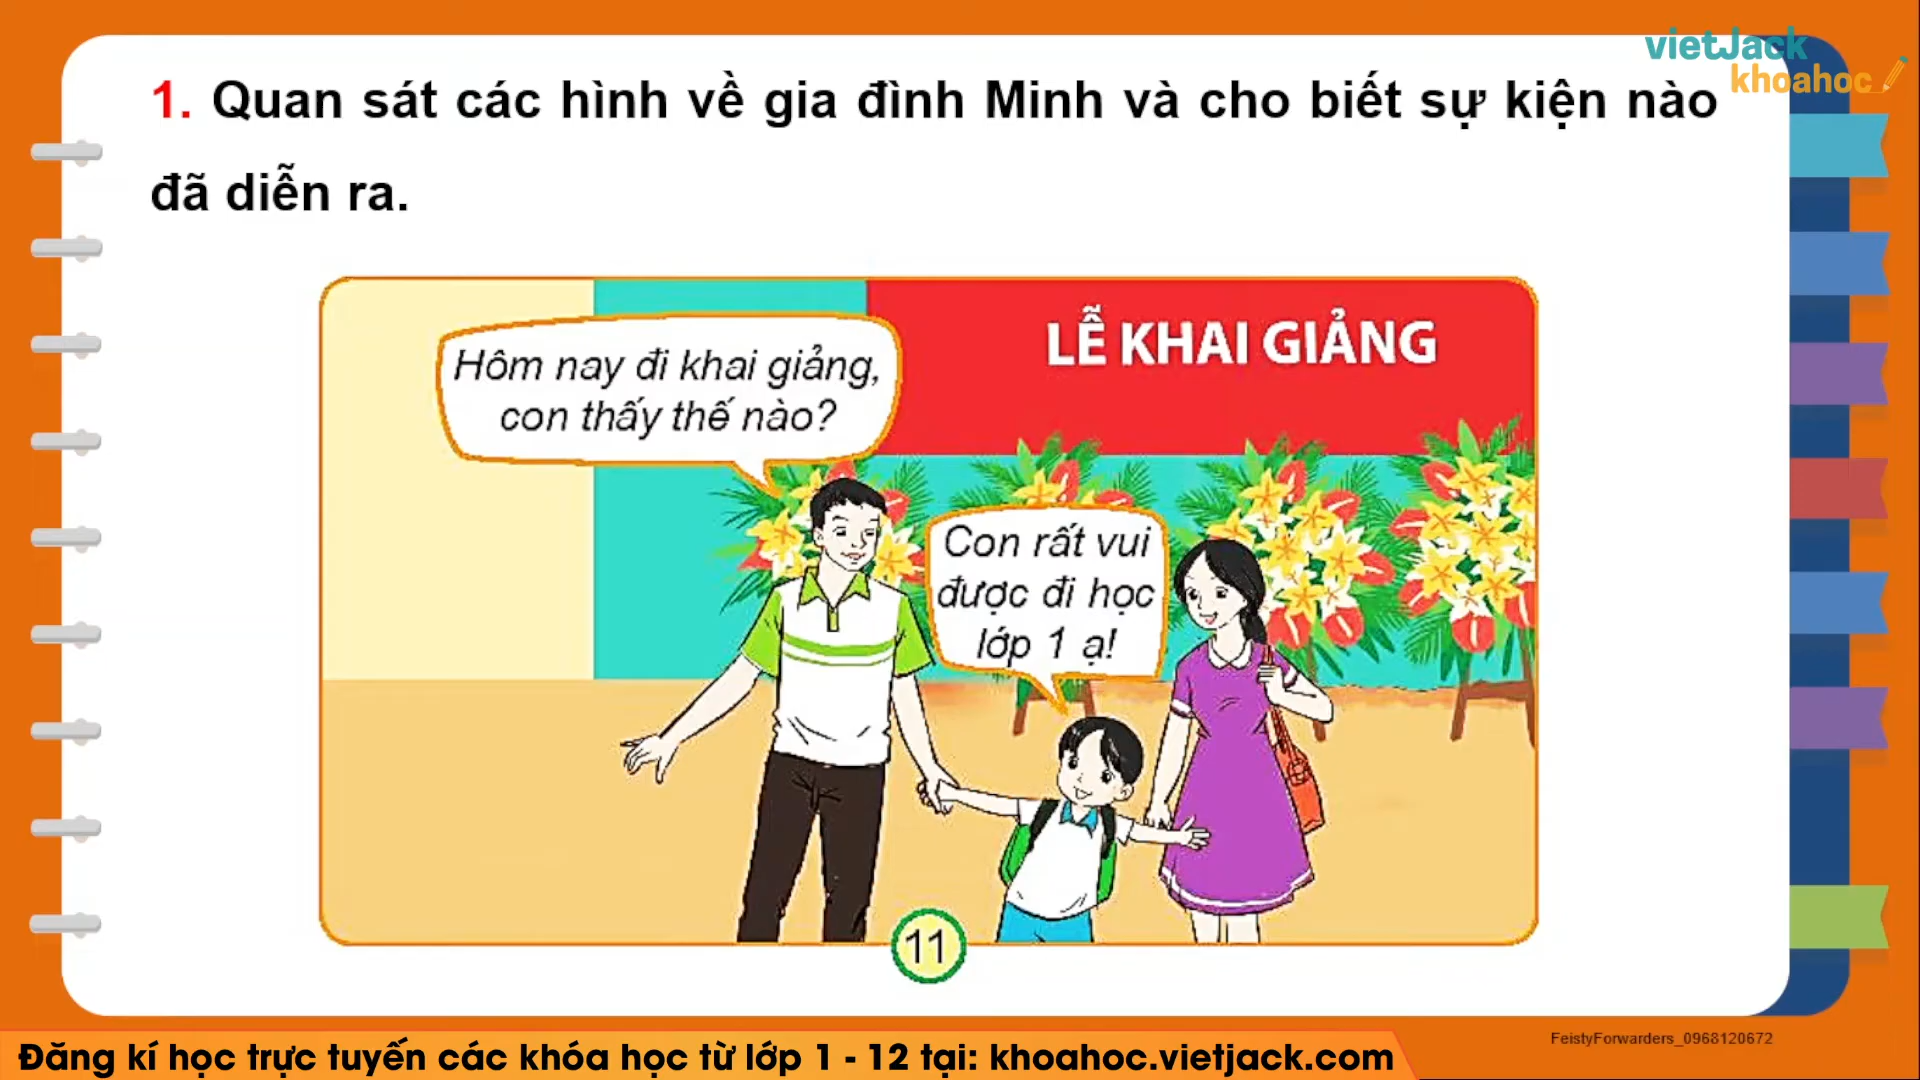 vietJack
khoahoc
1. Quan sát các hình về gia đình Minh và cho biết sự kiện nào
đã diễn ra.
LỄ KHAI GIẢNG
Hôm nay đi khai giảng,
con thấy thế nào?
Con rất vui
được đi học
lớp 1 ạ!
11
FeistyForwarders_0968120672
Đăng kí học trực tuyến các khóa học từ lớp 1 - 12 tại: khoahoc.vietjack.com